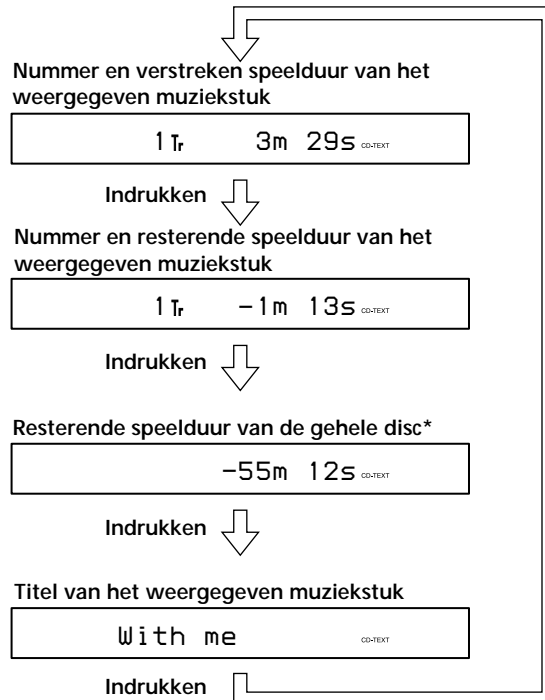 Nummer en verstreken speelduur van het
weergegeven muziekstuk
1 Tr 3m 29s CD-TEXT
Indrukken
Nummer en resterende speelduur van het
weergegeven muziekstuk
1 Tr -1m 13s CD-TEXT
Indrukken
Resterende speelduur van de gehele disc*
-55m 12s CD-TEXT
Indrukken
Titel van het weergegeven muziekstuk
With me CD-TEXT
Indrukken